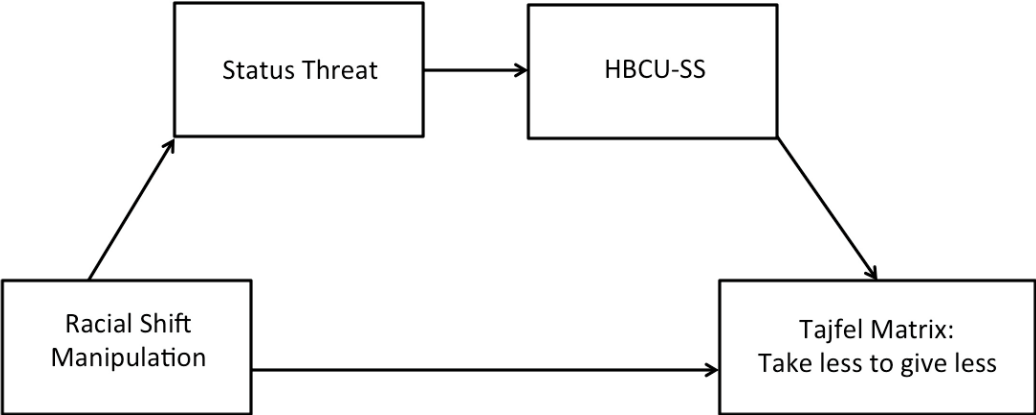 Status Threat
HBCU-SS
Racial Shift
Manipulation
Tajfel Matrix:
Take less to give less